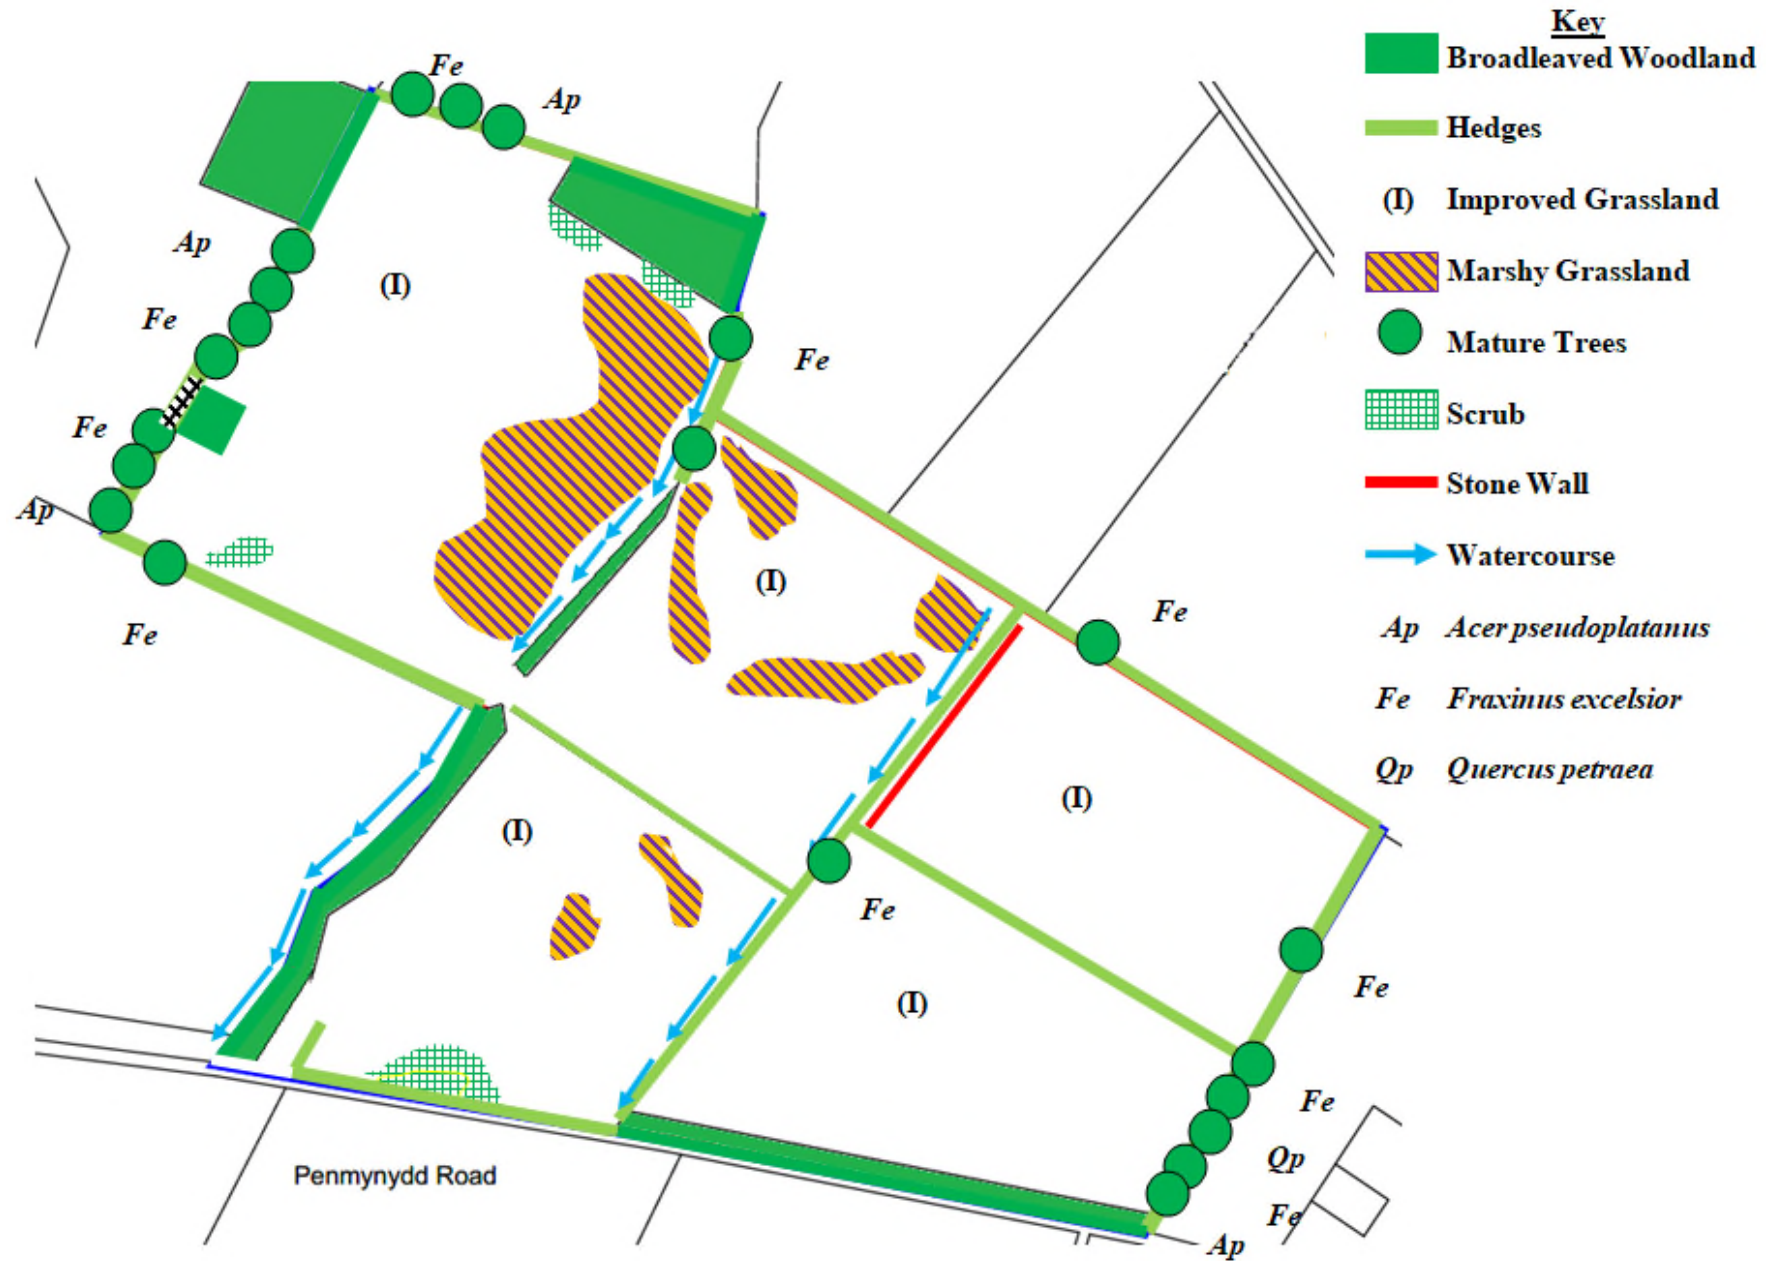 Key
Broadleaved Woodland
Hedges
(I) Improved Grassland
Marshy Grassland
Mature Trees
Scrub
Stone Wall
Watercourse
Ap Acer pseudoplatanus
Fe Fraxinus excelsior
Qp Quercus petraea
Fe
Ap
Ap
(I)
Fe
Fe
Fe
Ap
(I)
Fe
Fe
(I)
(I)
Fe
Fe
(I)
Fe
Qp
Penmynydd Road
Fe
Ap